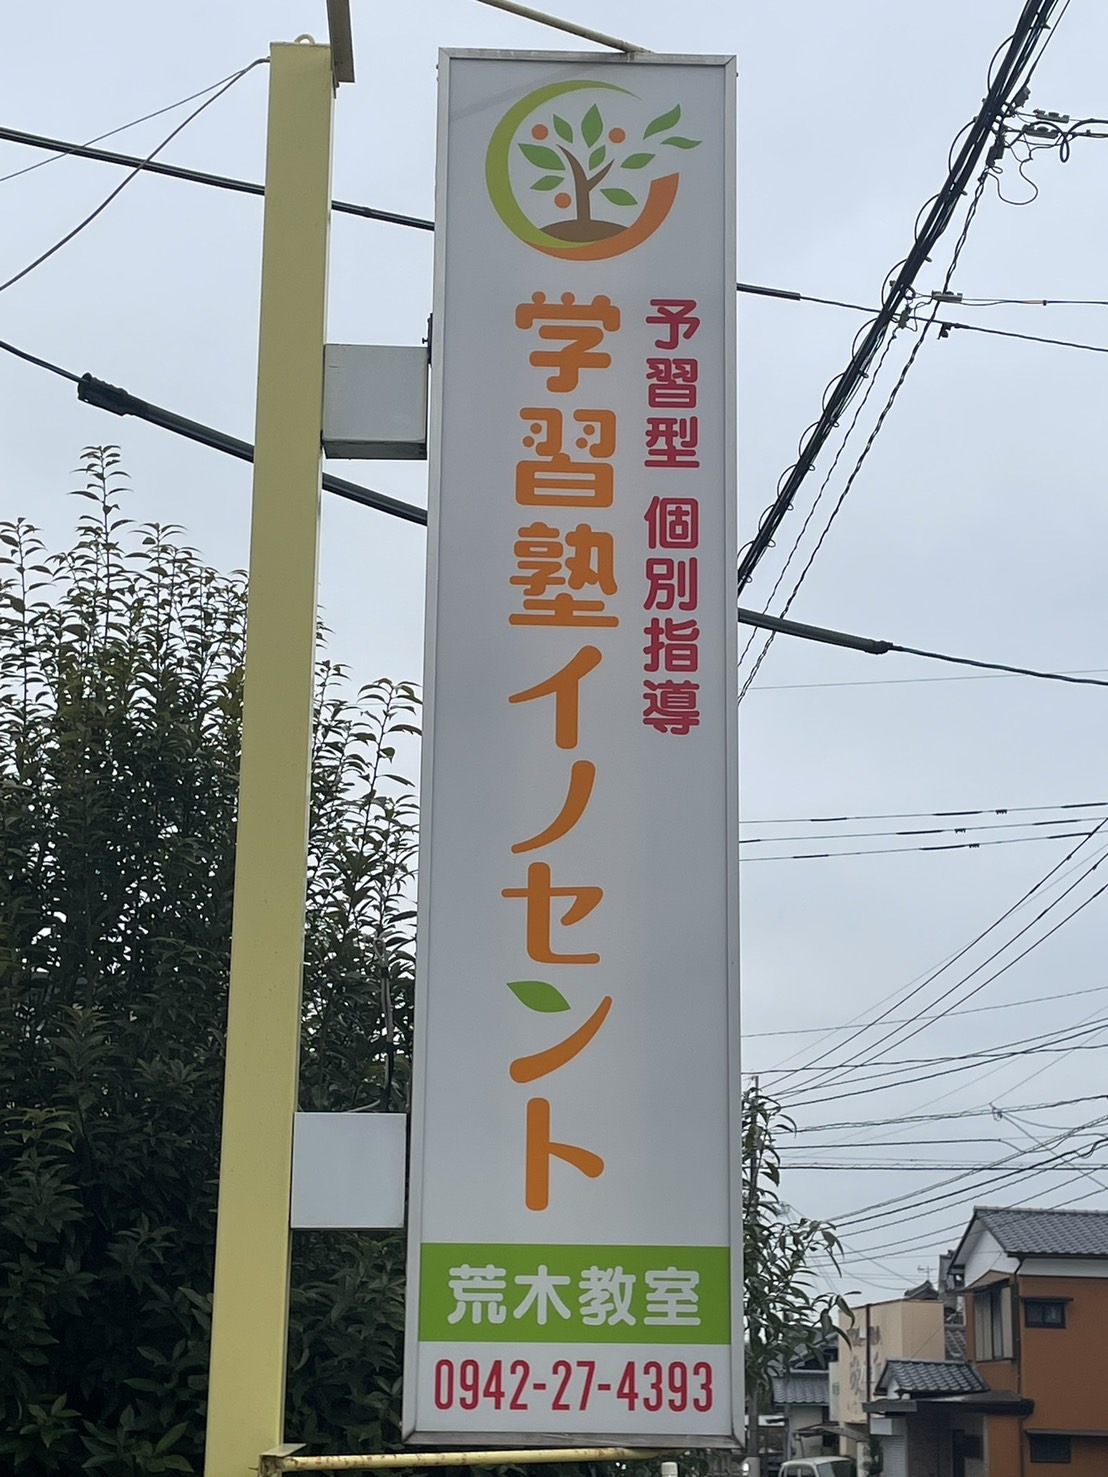 予習型 個別指導
学習塾イノセント
荒木教室
0942-27-4393